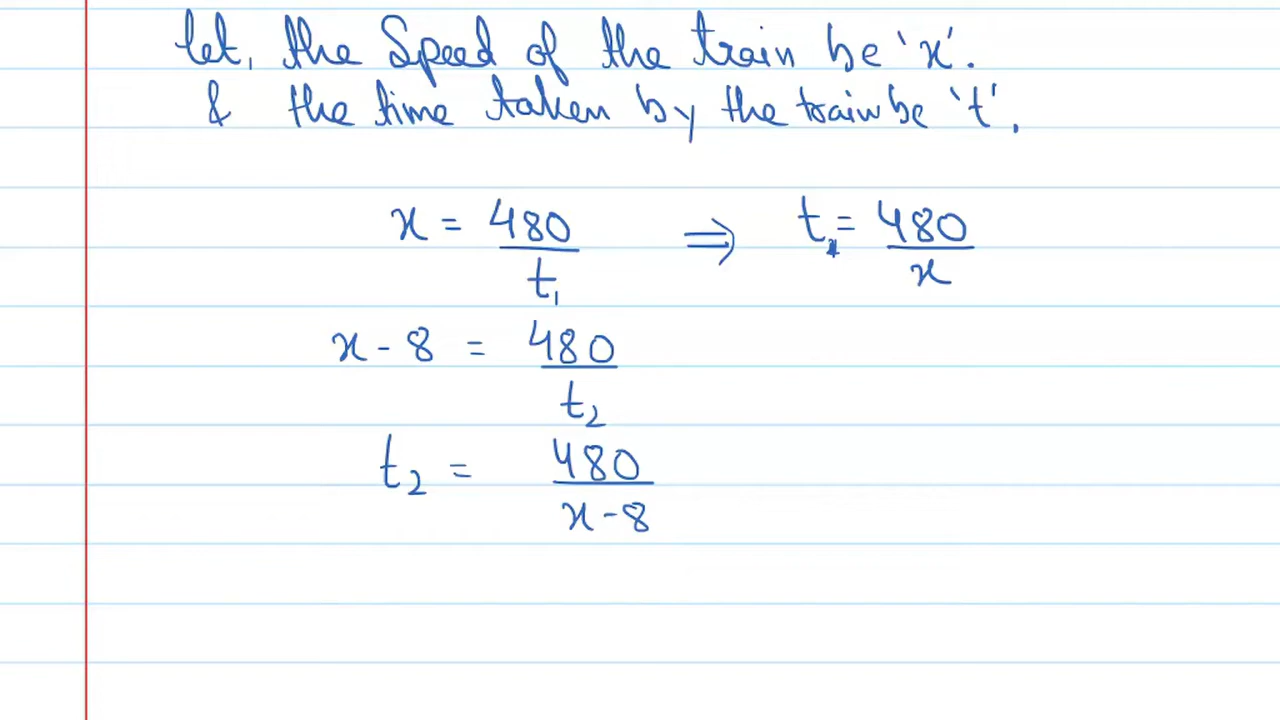 let, the Speed of the train be 'x'.
& the time taken by the train be 't'.
x = 480/t₁ ⇒ t₁ = 480/x
x - 8 = 480/t₂
t₂ = 480/x - 8